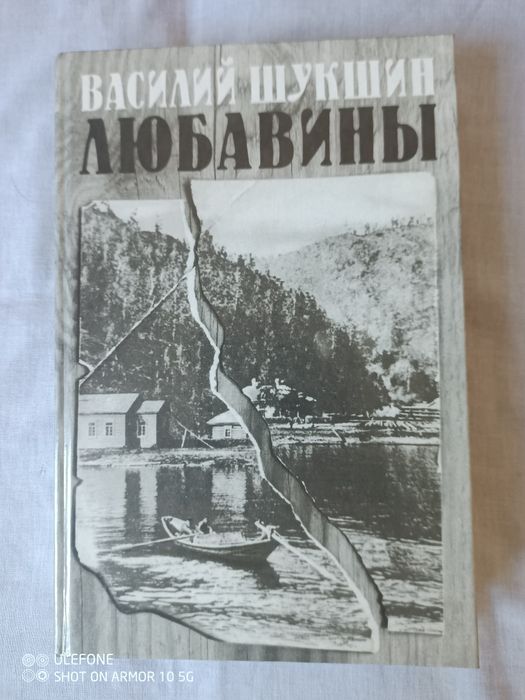 ВАСИЛИЙ ШУКШИН
ЛЮБАВИНЫ
ULEFONE
SHOT ON ARMOR 10 5G